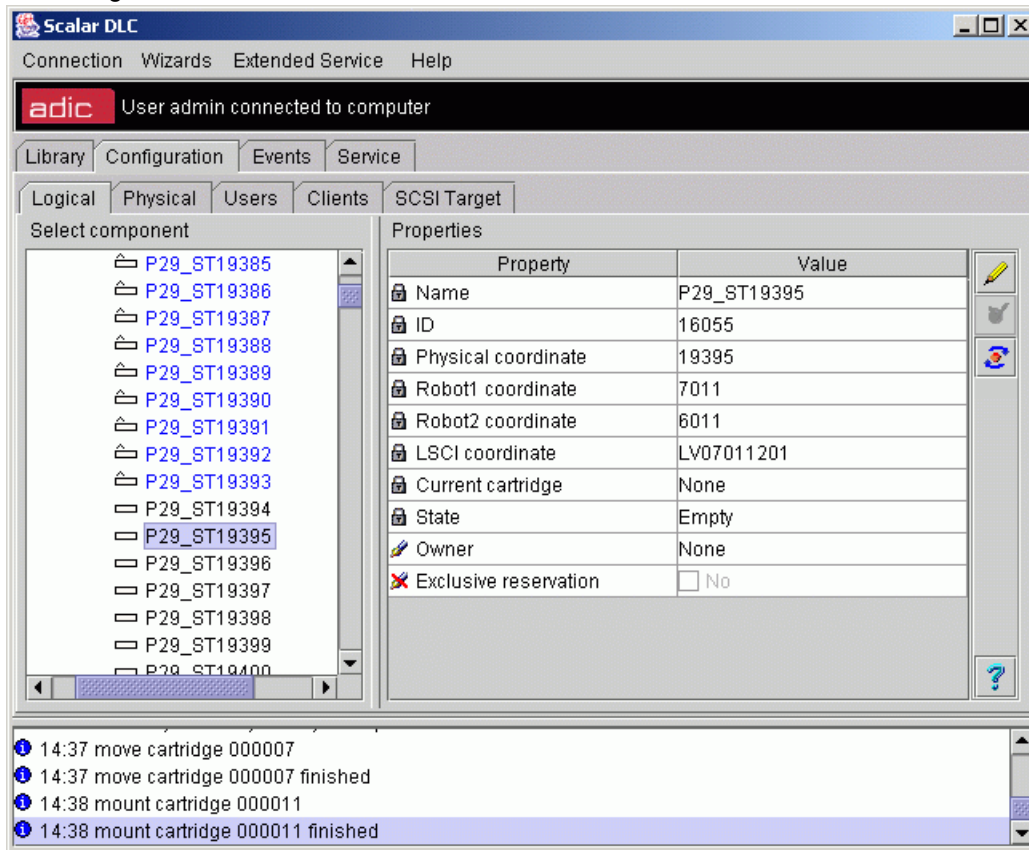 Scalar DLC
Connection Wizards Extended Service Help
adic User admin connected to computer
Library Configuration Events Service
Logical Physical Users Clients SCSI Target
Select component
P29_ST19385
P29_ST19386
P29_ST19387
P29_ST19388
P29_ST19389
P29_ST19390
P29_ST19391
P29_ST19392
P29_ST19393
P29_ST19394
P29_ST19395
P29_ST19396
P29_ST19397
P29_ST19398
P29_ST19399
P29_ST19400
Properties
Property Value
Name P29_ST19395
ID 16055
Physical coordinate 19395
Robot1 coordinate 7011
Robot2 coordinate 6011
LSCI coordinate LV07011201
Current cartridge None
State Empty
Owner None
Exclusive reservation No
14:37 move cartridge 000007
14:37 move cartridge 000007 finished
14:38 mount cartridge 000011
14:38 mount cartridge 000011 finished